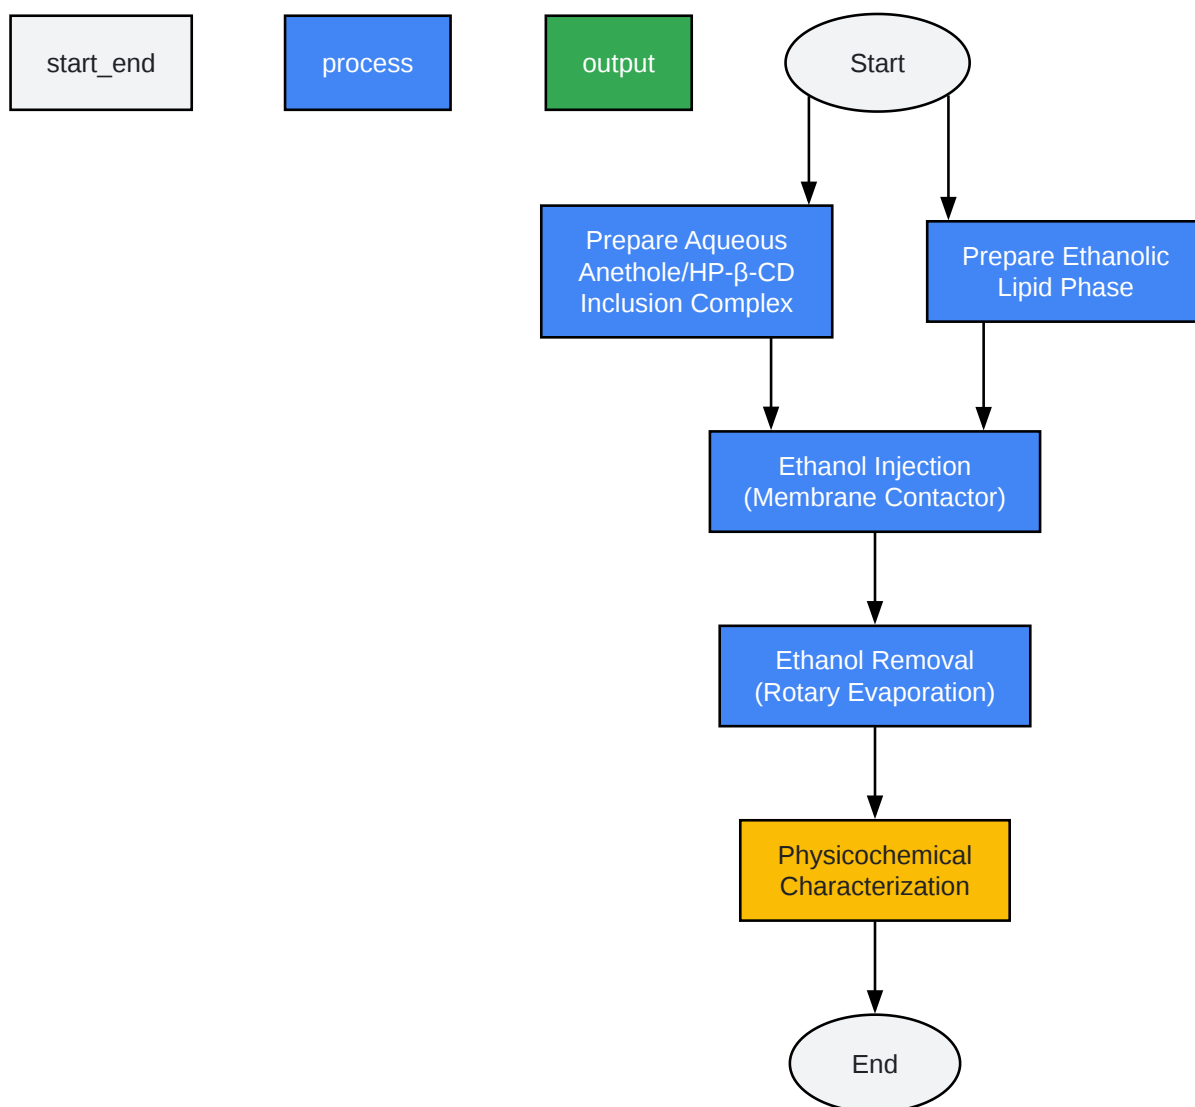 start_end
process
output
Start
Prepare Aqueous
Anethole/HP-β-CD
Inclusion Complex
Prepare Ethanolic
Lipid Phase
Ethanol Injection
(Membrane Contactor)
Ethanol Removal
(Rotary Evaporation)
Physicochemical
Characterization
End